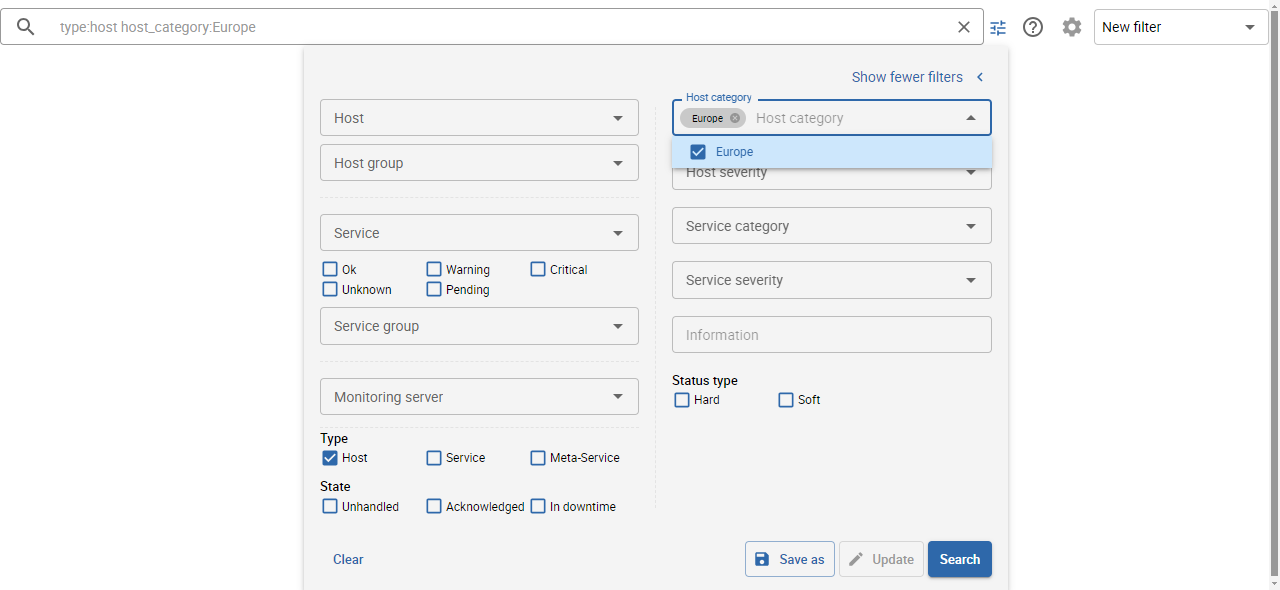 type:host host_category:Europe
New filter
Show fewer filters
Host
Host group
Service
Ok Warning Critical
Unknown Pending
Service group
Monitoring server
Type
Host Service Meta-Service
State
Unhandled Acknowledged In downtime
Host category
Europe Host category
Europe
Host severity
Service category
Service severity
Information
Status type
Hard Soft
Clear Save as Update Search